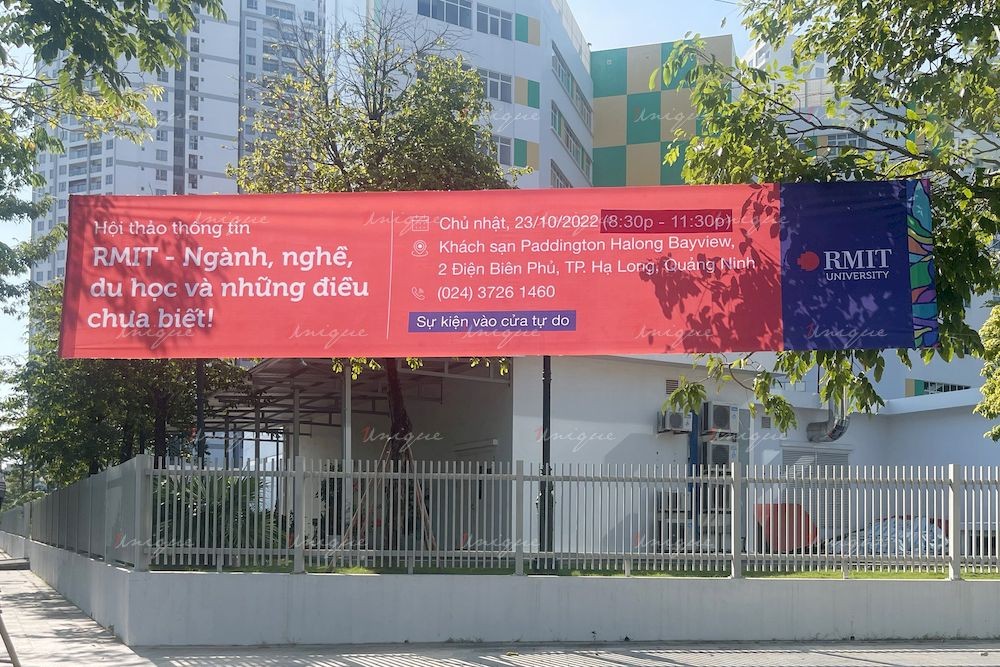 Hội thảo thông tin
RMIT - Ngành, nghề,
du học và những điều
chưa biết!
Chủ nhật, 23/10/2022 (8:30p - 11:30p)
Khách sạn Paddington Halong Bayview,
2 Điện Biên Phủ, TP. Hạ Long, Quảng Ninh
(024) 3726 1460
Sự kiện vào cửa tự do
RMIT
UNIVERSITY
Unique